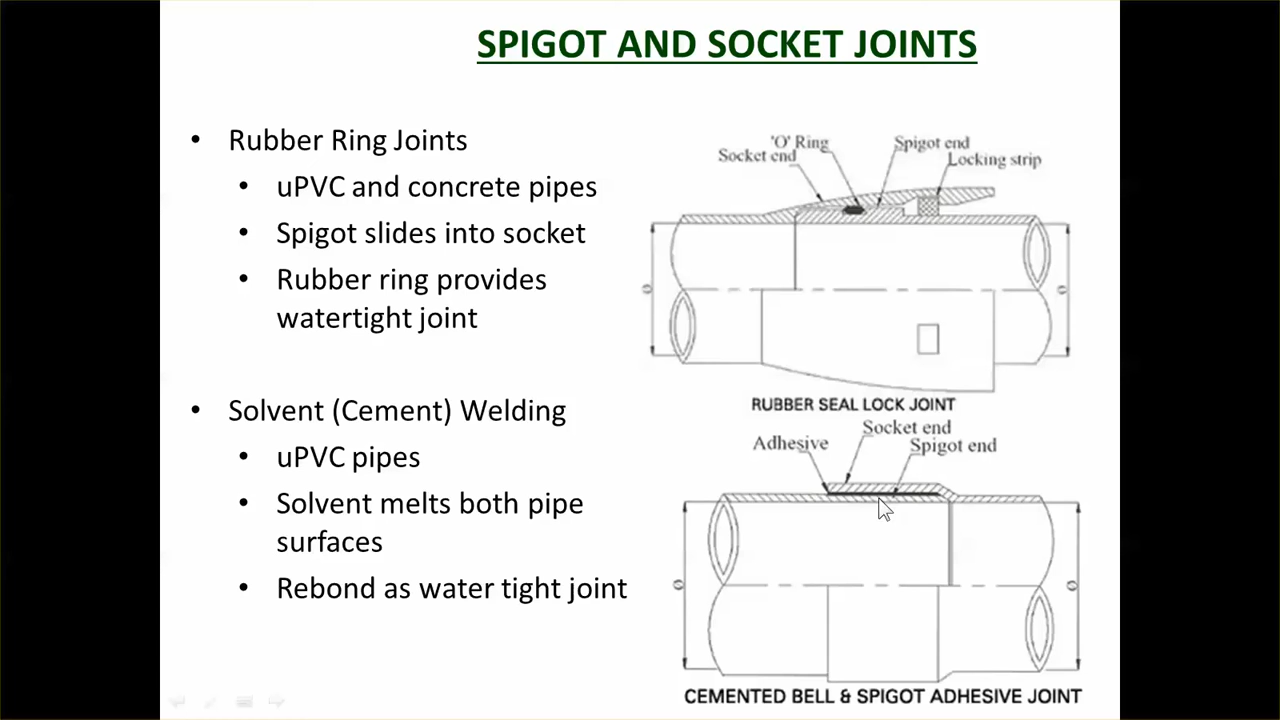 SPIGOT AND SOCKET JOINTS
• Rubber Ring Joints
• uPVC and concrete pipes
• Spigot slides into socket
• Rubber ring provides
watertight joint
• Solvent (Cement) Welding
• uPVC pipes
• Solvent melts both pipe
surfaces
• Rebond as water tight joint
'O' Ring
Socket end
Spigot end
Locking strip
Ø
Ø
RUBBER SEAL LOCK JOINT
Socket end
Adhesive
Spigot end
Ø
Ø
CEMENTED BELL & SPIGOT ADHESIVE JOINT